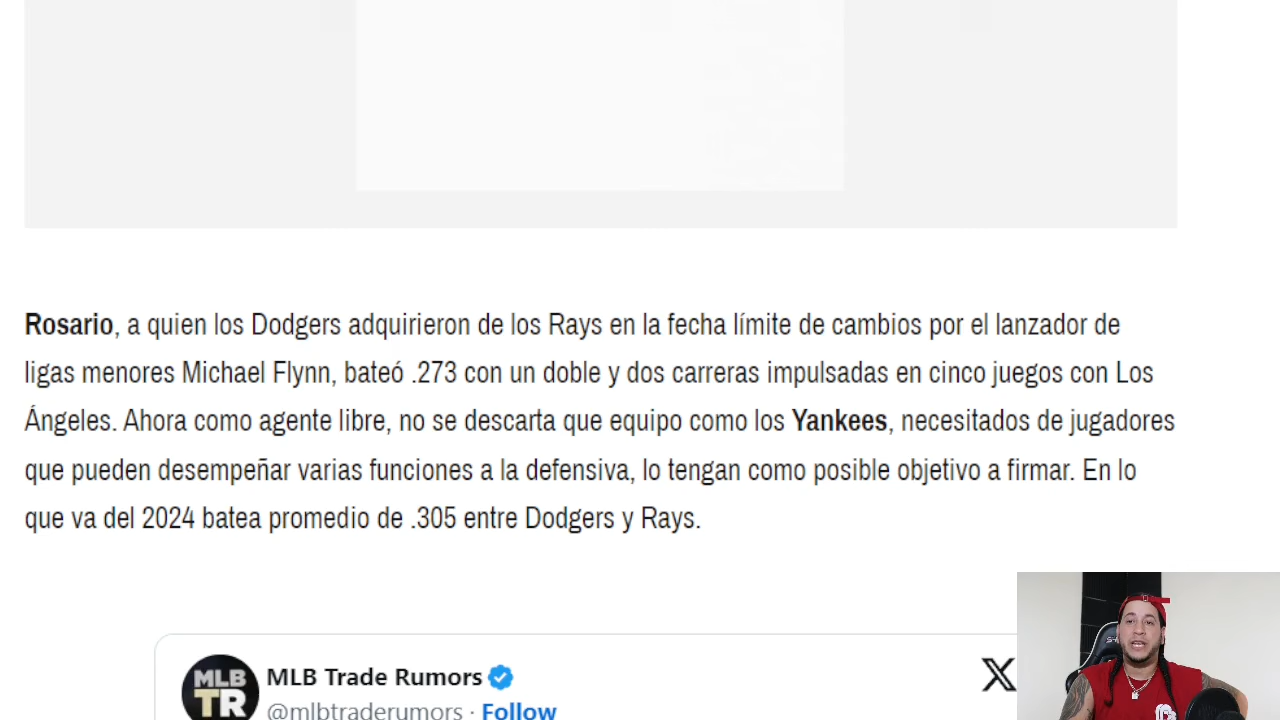 Rosario, a quien los Dodgers adquirieron de los Rays en la fecha límite de cambios por el lanzador de
ligas menores Michael Flynn, bateó .273 con un doble y dos carreras impulsadas en cinco juegos con Los
Ángeles. Ahora como agente libre, no se descarta que equipo como los Yankees, necesitados de jugadores
que pueden desempeñar varias funciones a la defensiva, lo tengan como posible objetivo a firmar. En lo
que va del 2024 batea promedio de .305 entre Dodgers y Rays.
MLB
TR
MLB Trade Rumors
@mlbtraderumors · Follow